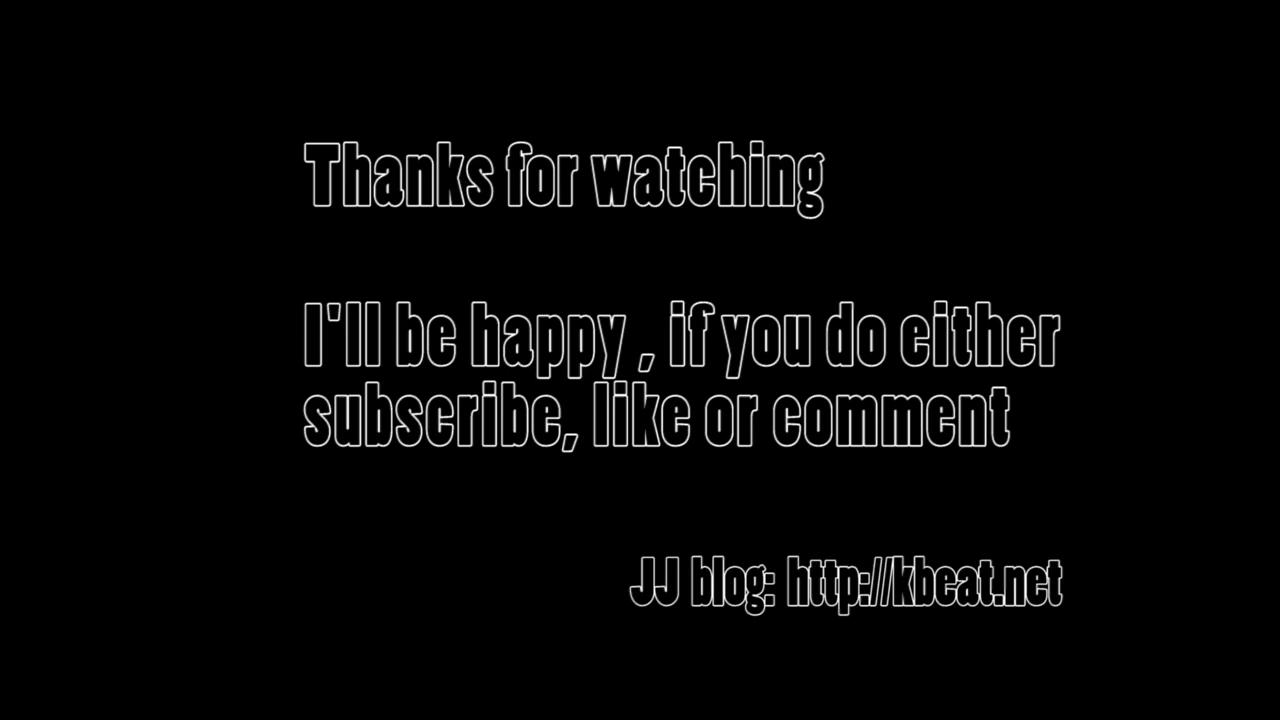 Thanks for watching
I'll be happy , if you do either
subscribe, like or comment
JJ blog: http://kbeat.net